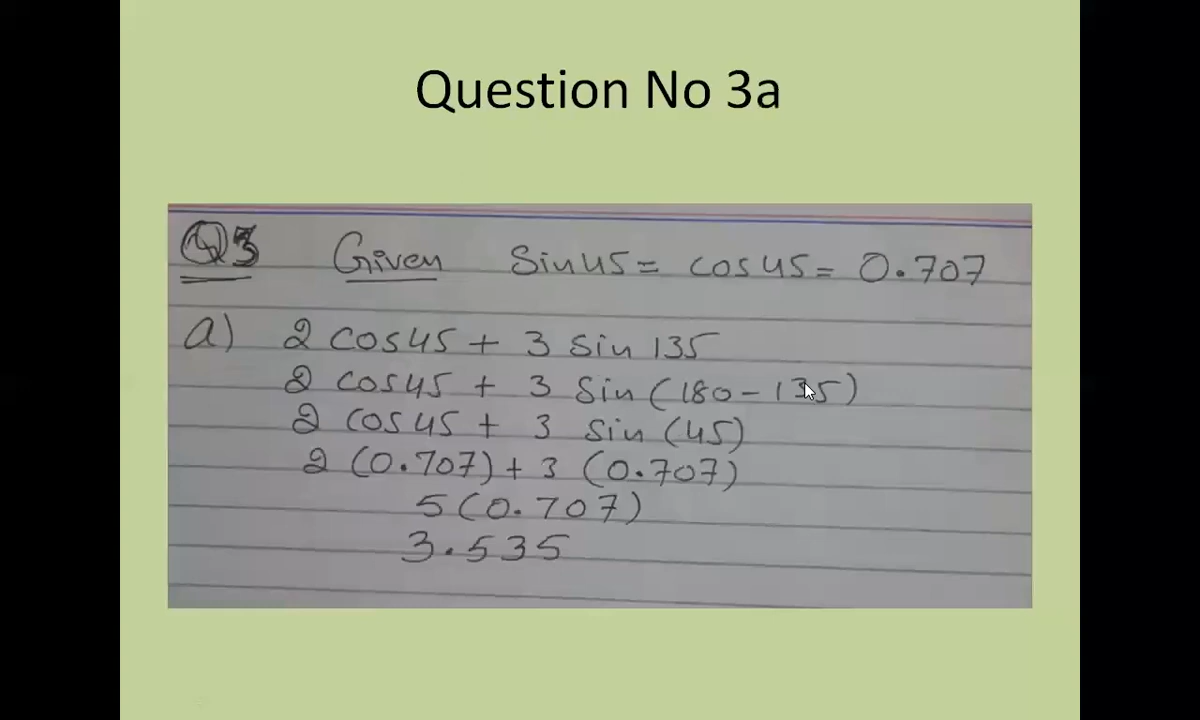 Question No 3a
Q3 Given Sin45 = cos45 = 0.707
a) 2 cos45 + 3 Sin 135
2 cos45 + 3 Sin (180 - 135)
2 cos45 + 3 Sin (45)
2 (0.707) + 3 (0.707)
5 (0.707)
3.535